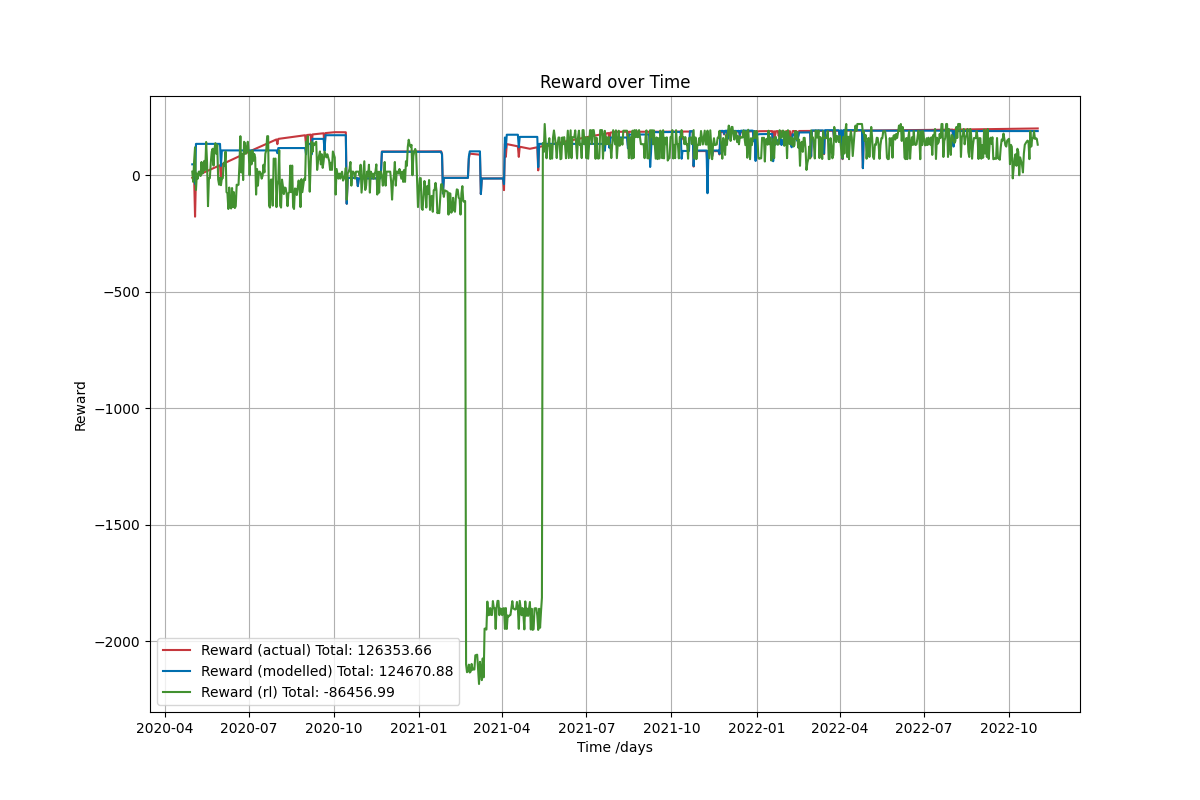 Reward over Time
0
−500
−1000
−1500
−2000
Reward
Reward (actual) Total: 126353.66
Reward (modelled) Total: 124670.88
Reward (rl) Total: -86456.99
2020-04 2020-07 2020-10 2021-01 2021-04 2021-07 2021-10 2022-01 2022-04 2022-07 2022-10
Time /days